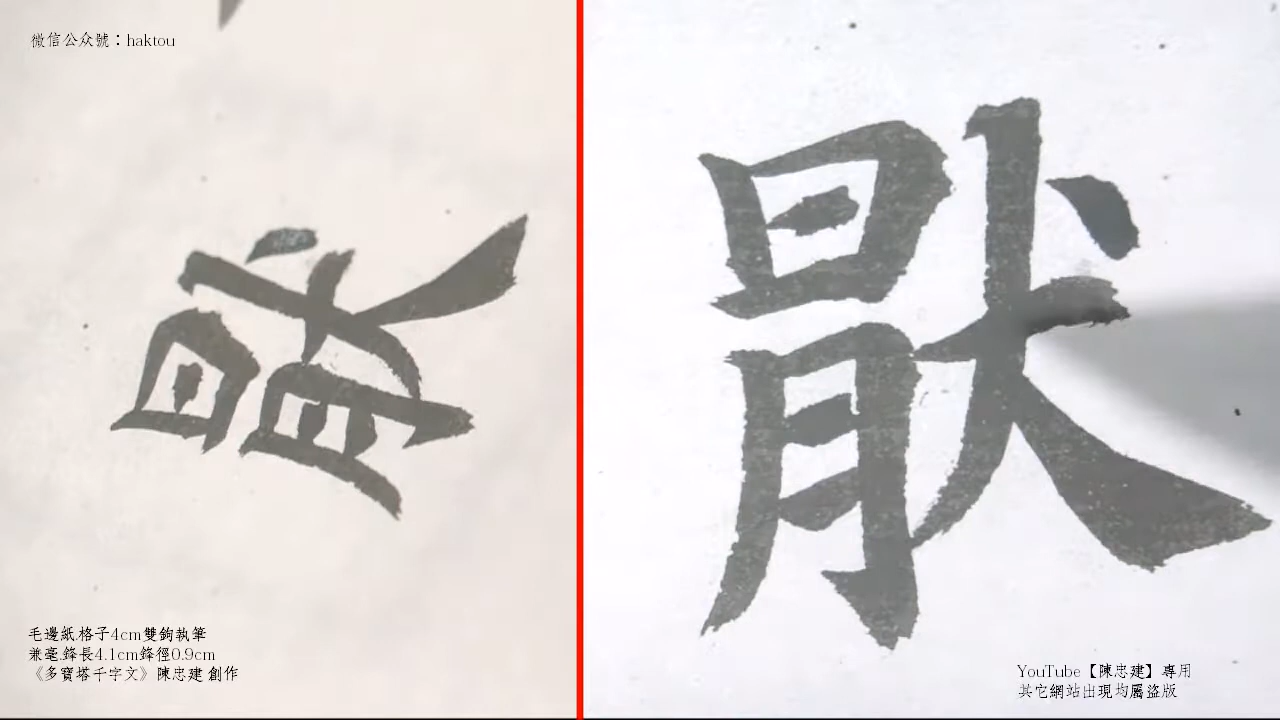 微信公众號：haktou
猒
猒
毛邊紙.格子4cm雙鉤執筆
兼毫.鋒長4.1cm鋒徑0.9cm
《多寶塔千字文》陳忠建 創作
YouTube【陳忠建】專用
其它網站出現均屬盜版